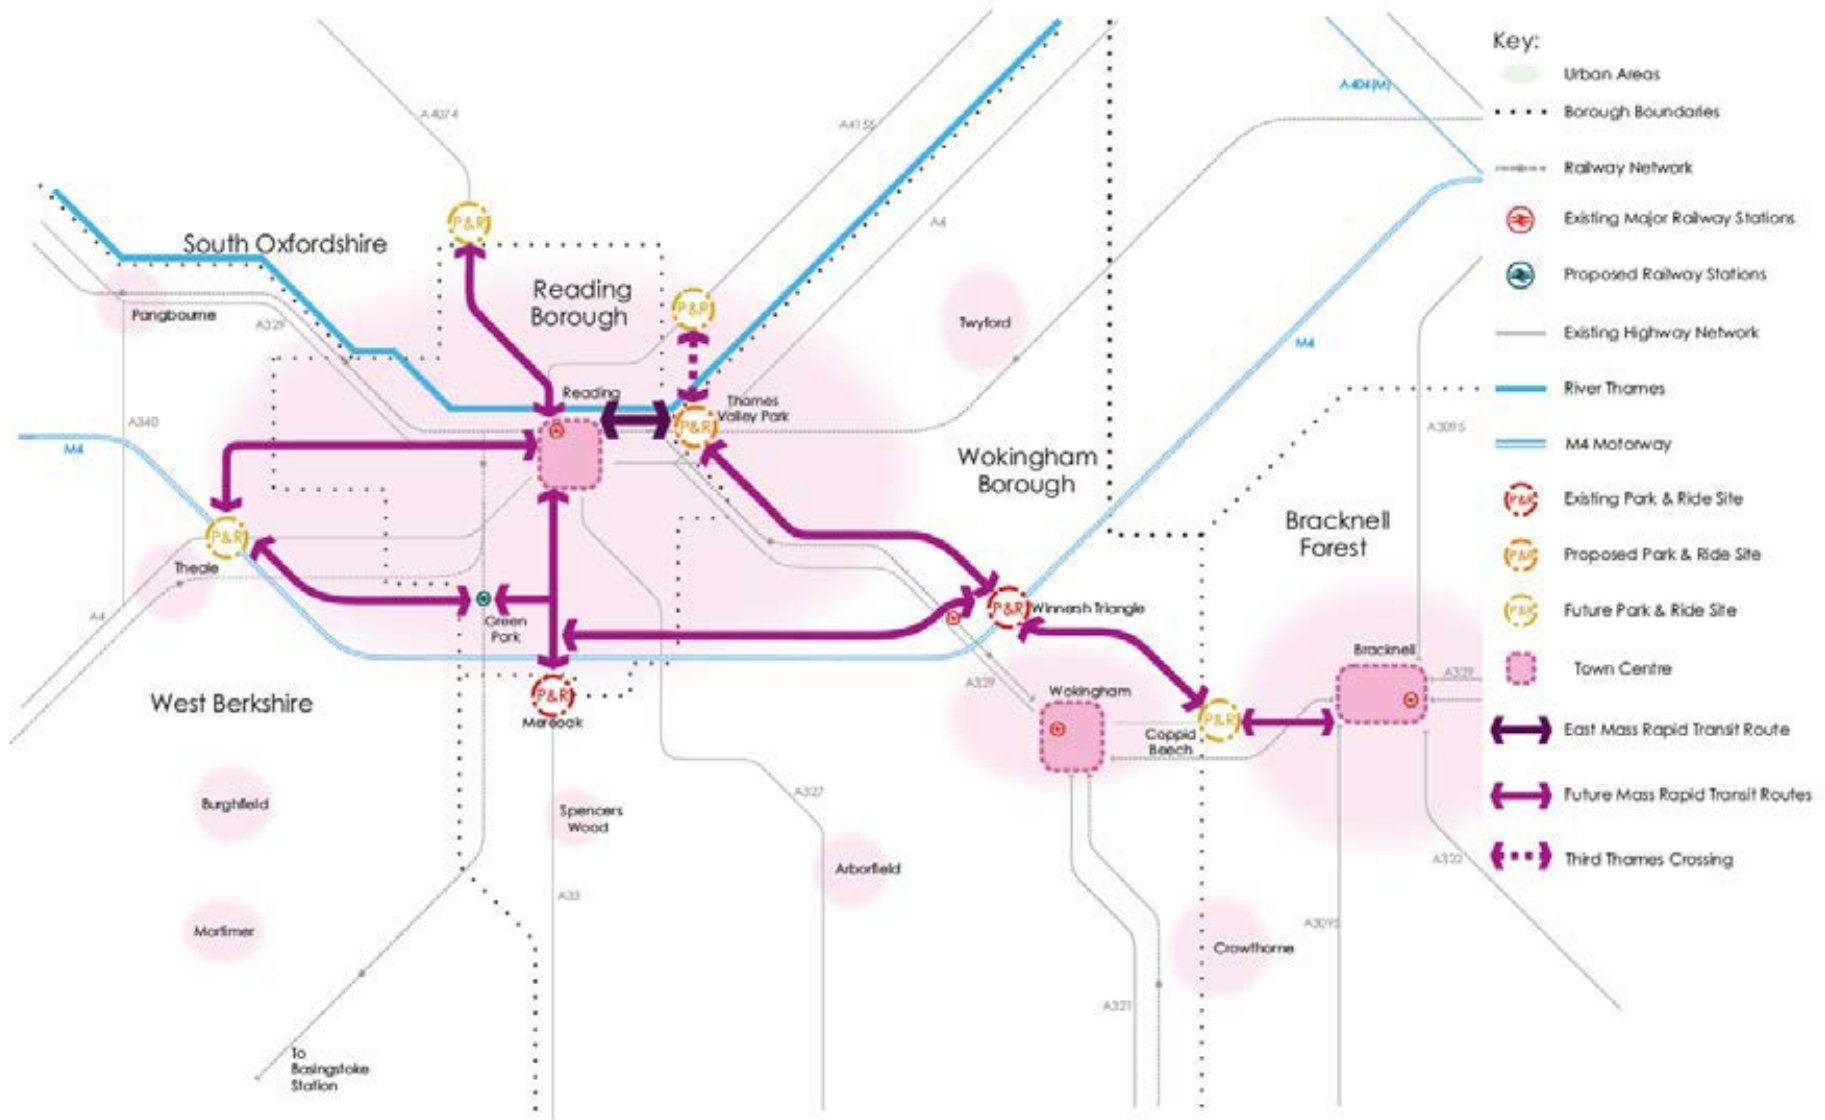 Key:
Urban Areas
Borough Boundaries
Railway Network
Existing Major Railway Stations
Proposed Railway Stations
Existing Highway Network
River Thames
M4 Motorway
P&R
Existing Park & Ride Site
P&R
Proposed Park & Ride Site
P&R
Future Park & Ride Site
Town Centre
East Mass Rapid Transit Route
Future Mass Rapid Transit Routes
Third Thames Crossing
A404(M)
A4074
A4155
P&R
A4
South Oxfordshire
Reading
Borough
P&R
Pangbourne
A329
Twyford
M4
Reading
Thames
Valley Park
P&R
A340
M4
A3095
Wokingham
Borough
Bracknell
Forest
P&R
Theale
A4
Green
Park
P&R
Winnersh Triangle
West Berkshire
P&R
Mereoak
A329
Wokingham
Bracknell
A329
P&R
Coppid
Beech
Burghfield
Spencers
Wood
A327
Arborfield
A322
A33
Mortimer
Crowthorne
A3095
A321
To
Basingstoke
Station